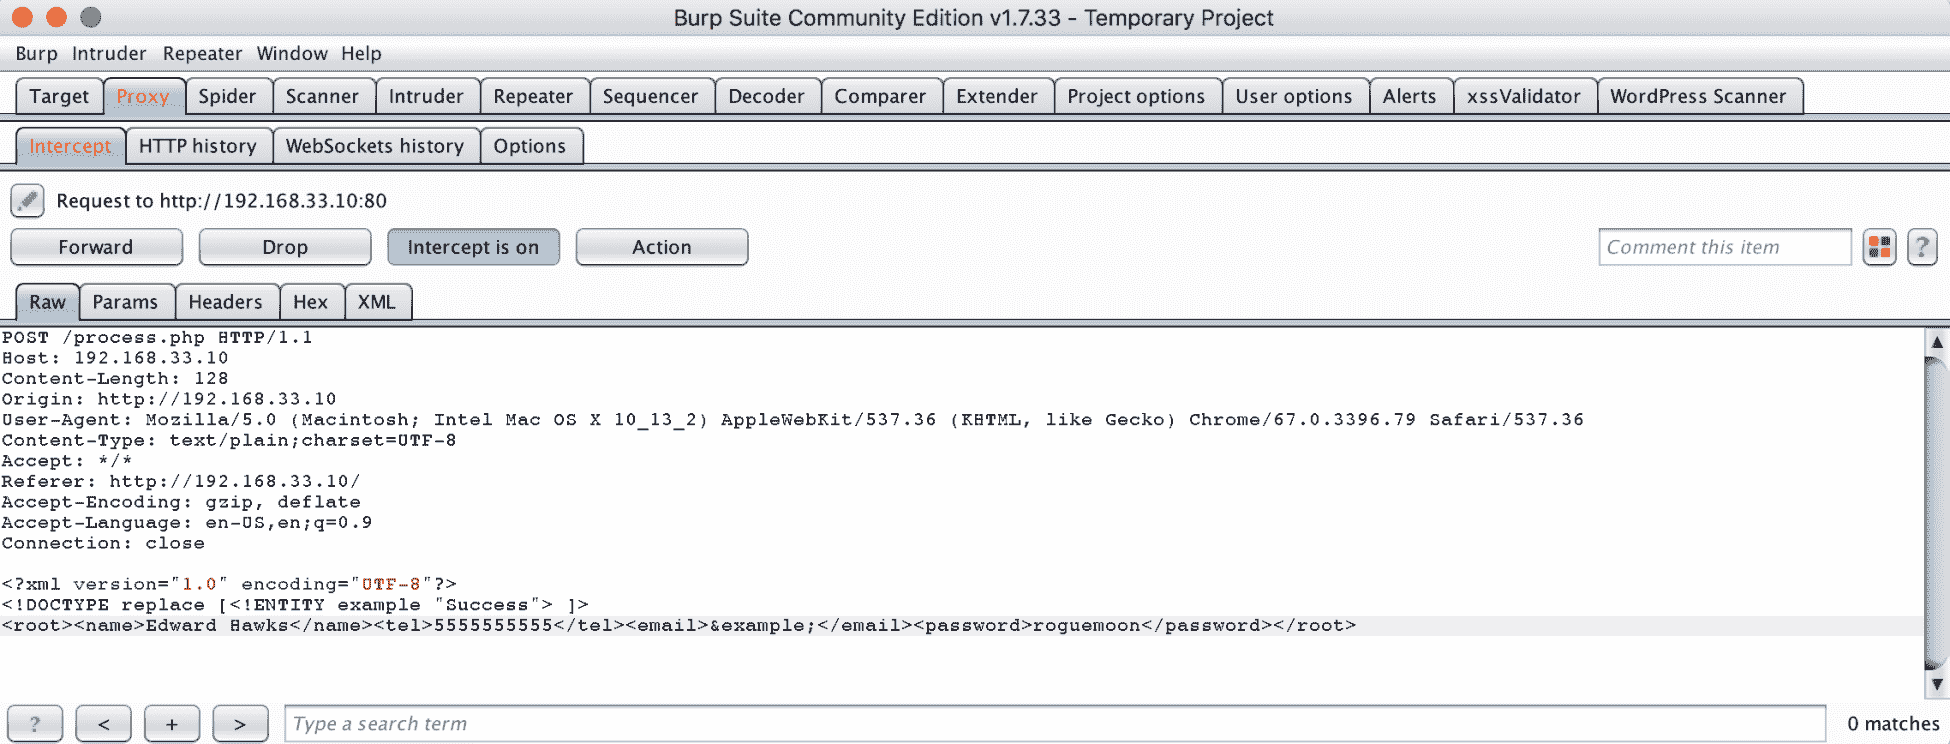 Burp Suite Community Edition v1.7.33 - Temporary Project
Burp Intruder Repeater Window Help
Target Proxy Spider Scanner Intruder Repeater Sequencer Decoder Comparer Extender Project options User options Alerts xssValidator WordPress Scanner
Intercept HTTP history WebSockets history Options
Request to http://192.168.33.10:80
Forward Drop Intercept is on Action Comment this item ?
Raw Params Headers Hex XML
POST /process.php HTTP/1.1
Host: 192.168.33.10
Content-Length: 128
Origin: http://192.168.33.10
User-Agent: Mozilla/5.0 (Macintosh; Intel Mac OS X 10_13_2) AppleWebKit/537.36 (KHTML, like Gecko) Chrome/67.0.3396.79 Safari/537.36
Content-Type: text/plain;charset=UTF-8
Accept: */*
Referer: http://192.168.33.10/
Accept-Encoding: gzip, deflate
Accept-Language: en-US,en;q=0.9
Connection: close
<?xml version="1.0" encoding="UTF-8"?>
<!DOCTYPE replace [<!ENTITY example "Success"> ]>
<root><name>Edward Hawks</name><tel>5555555555</tel><email>&example;</email><password>roguemoon</password></root>
? < + > Type a search term 0 matches